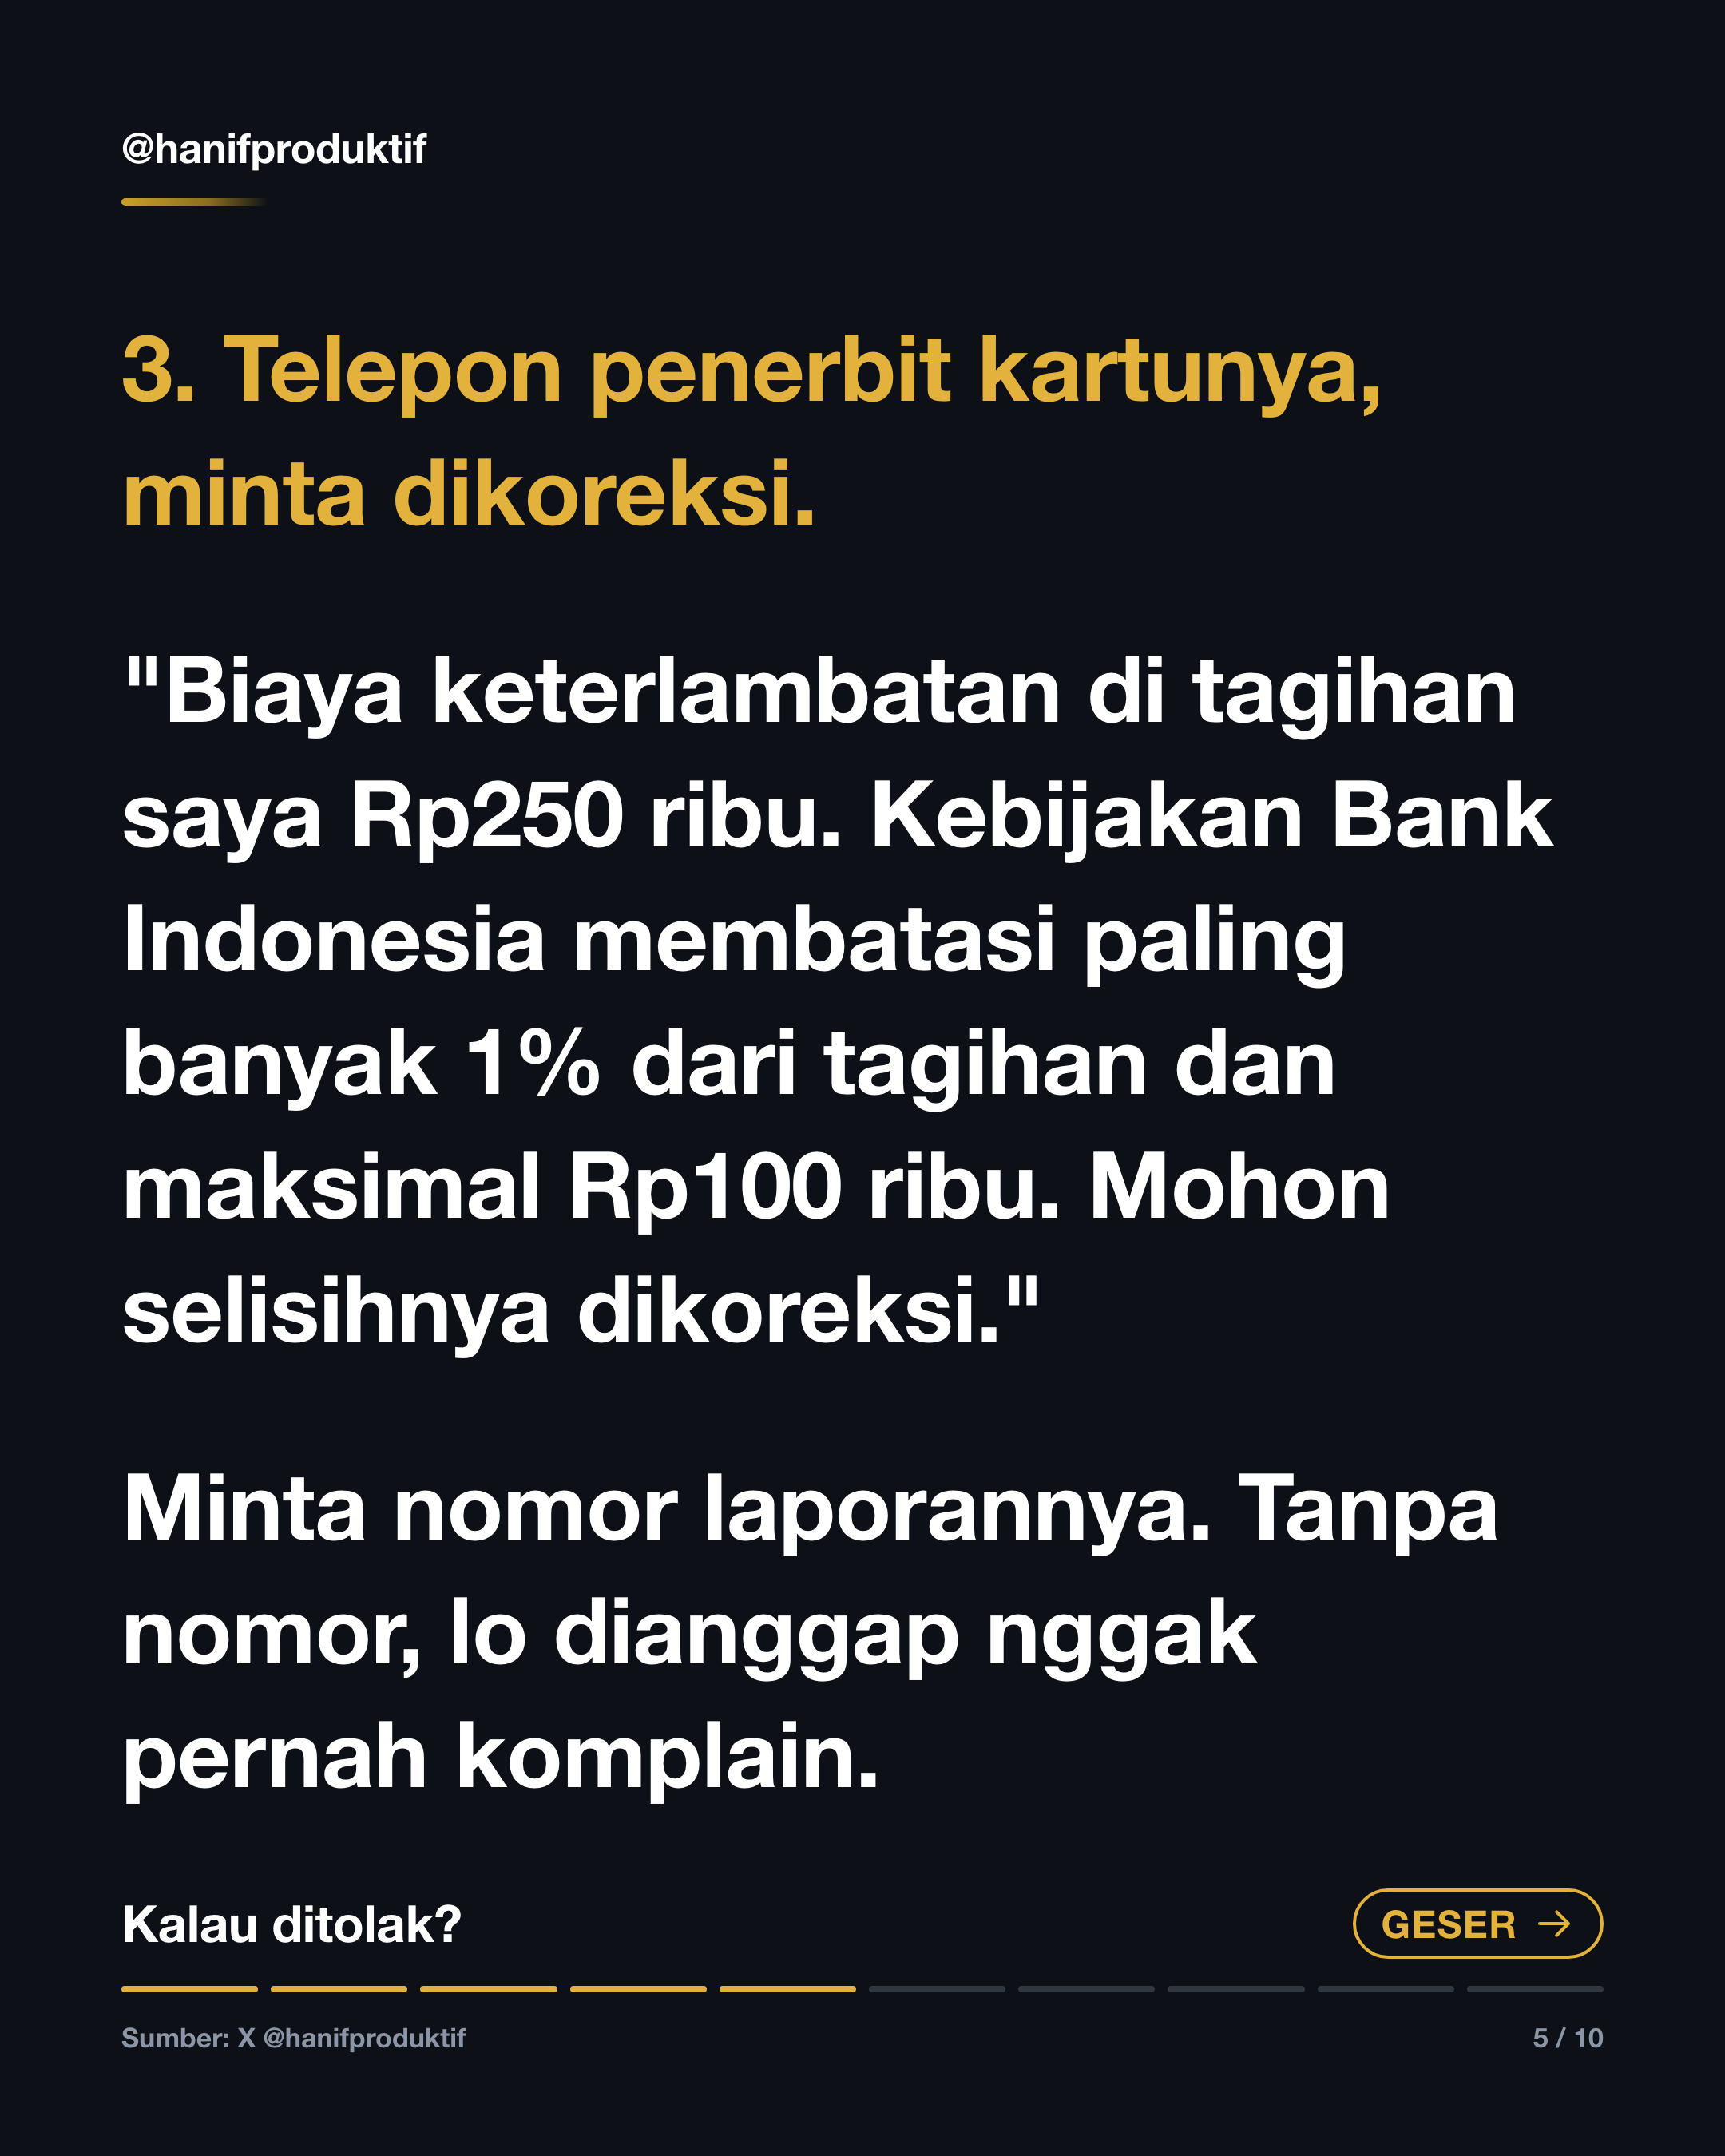 @hanifproduktif
3. Telepon penerbit kartunya,
minta dikoreksi.
"Biaya keterlambatan di tagihan
saya Rp250 ribu. Kebijakan Bank
Indonesia membatasi paling
banyak 1% dari tagihan dan
maksimal Rp100 ribu. Mohon
selisihnya dikoreksi."
Minta nomor laporannya. Tanpa
nomor, lo dianggap nggak
pernah komplain.
Kalau ditolak?
GESER →
Sumber: X @hanifproduktif
5 / 10